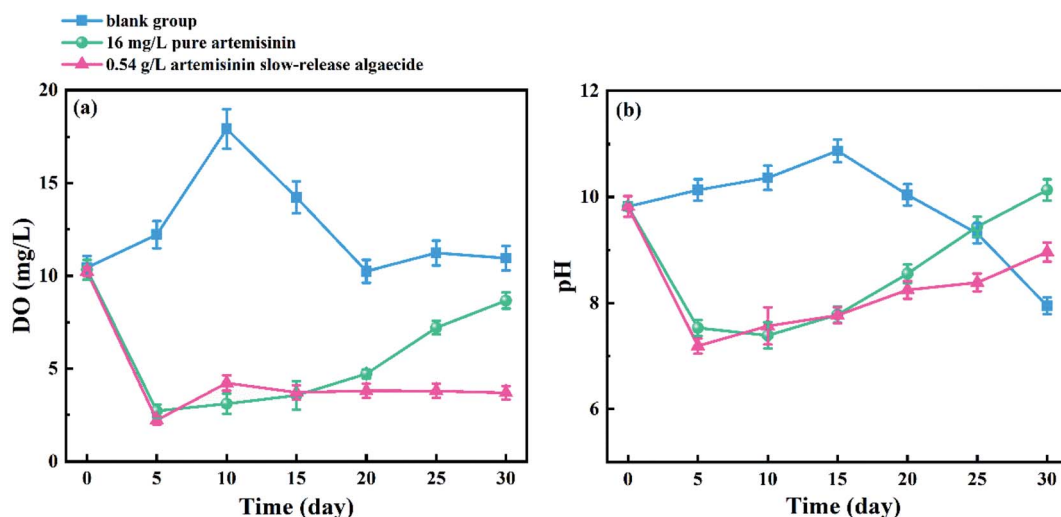 blank group
16 mg/L pure artemisinin
0.54 g/L artemisinin slow-release algaecide
(a)
DO (mg/L)
20
15
10
5
0
0 5 10 15 20 25 30
Time (day)
(b)
pH
12
10
8
6
0 5 10 15 20 25 30
Time (day)